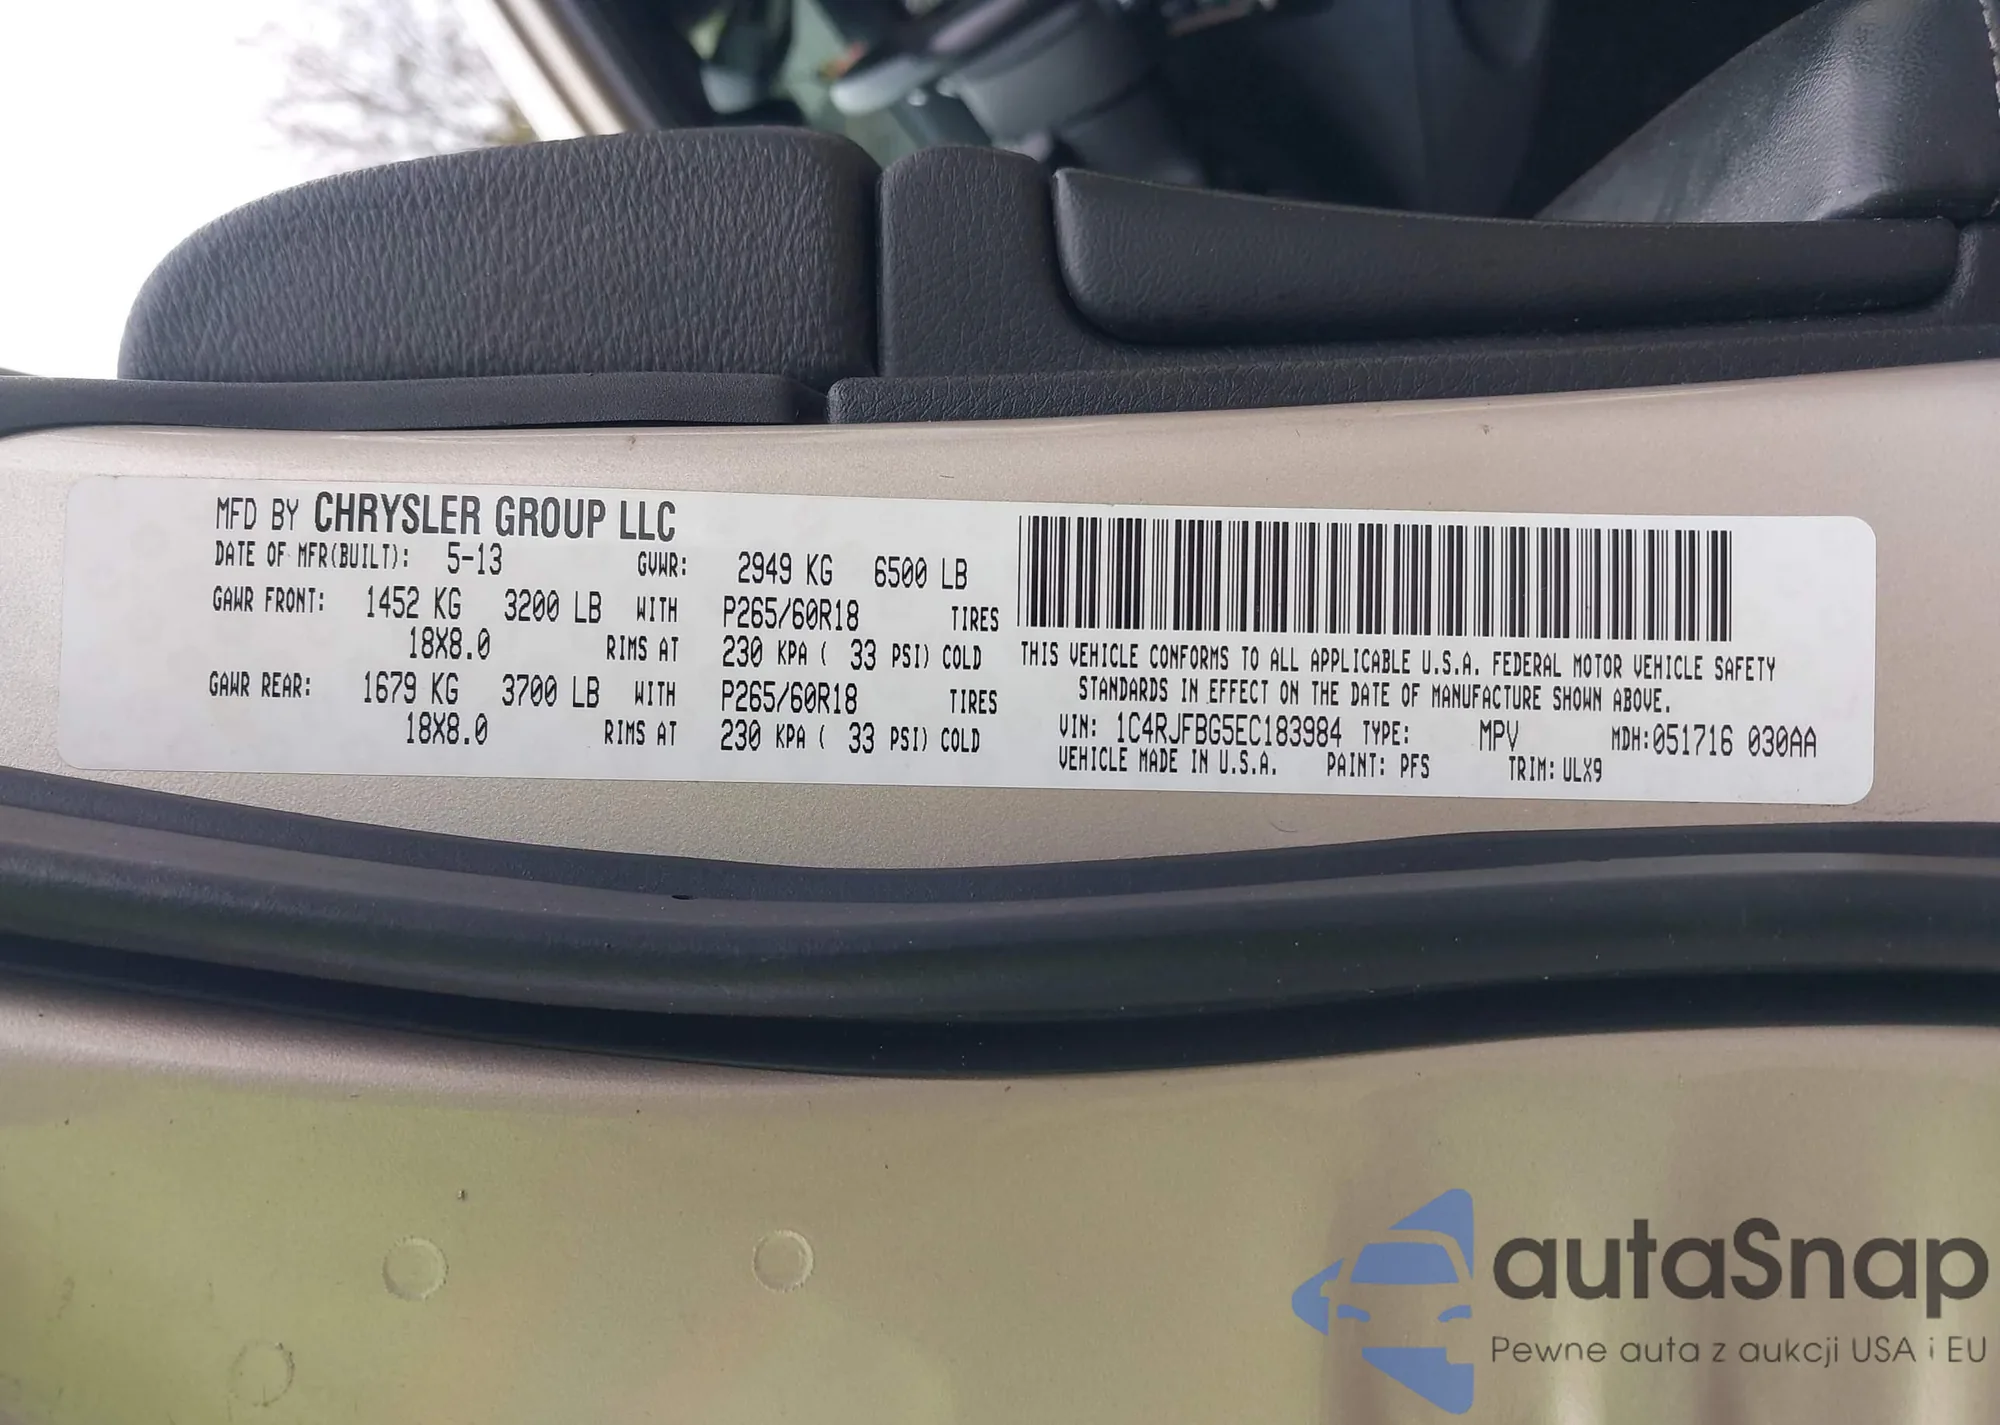 MFD BY CHRYSLER GROUP LLC
DATE OF MFR(BUILT): 5-13 GVWR: 2949 KG 6500 LB
GAWR FRONT: 1452 KG 3200 LB WITH P265/60R18 TIRES
18X8.0 RIMS AT 230 KPA ( 33 PSI) COLD
GAWR REAR: 1679 KG 3700 LB WITH P265/60R18 TIRES
18X8.0 RIMS AT 230 KPA ( 33 PSI) COLD
THIS VEHICLE CONFORMS TO ALL APPLICABLE U.S.A. FEDERAL MOTOR VEHICLE SAFETY
STANDARDS IN EFFECT ON THE DATE OF MANUFACTURE SHOWN ABOVE.
VIN: 1C4RJFBG5EC183984 TYPE: MPV MDH:051716 030AA
VEHICLE MADE IN U.S.A. PAINT: PFS TRIM: ULX9
autaSnap
Pewne auta z aukcji USA i EU